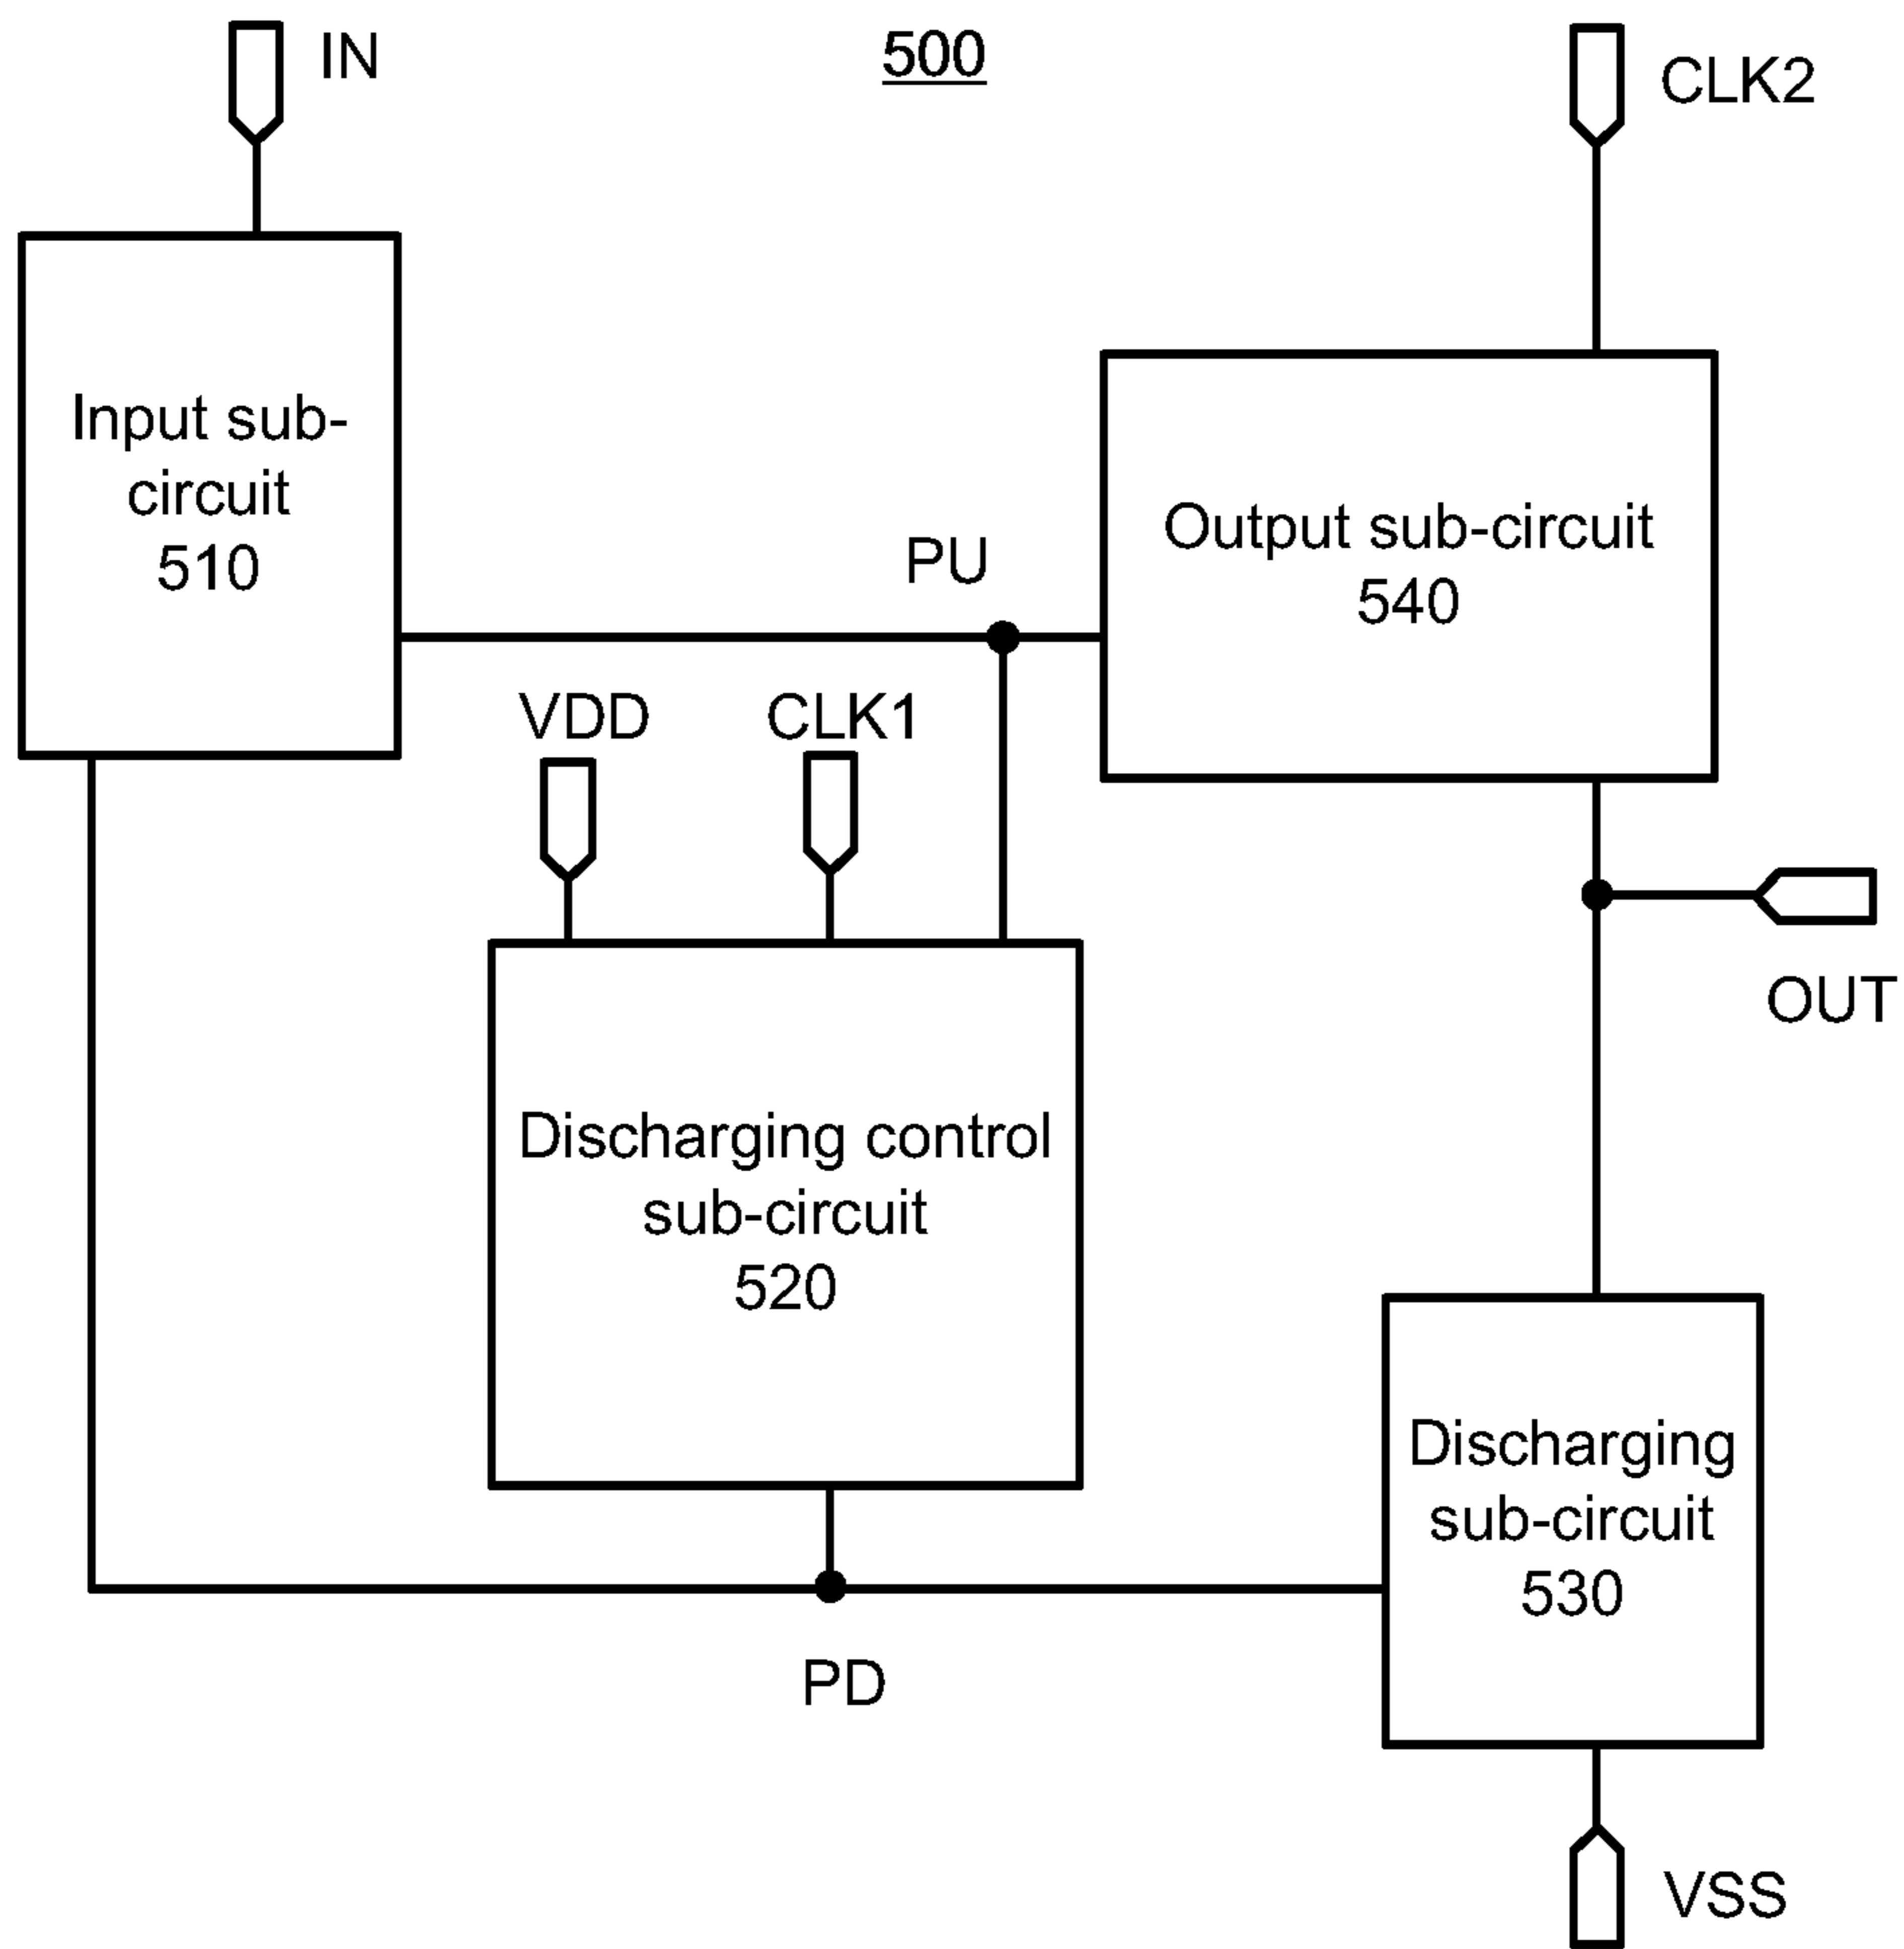 IN
500
CLK2
Input sub-
circuit
510
Output sub-circuit
540
PU
VDD
CLK1
OUT
Discharging control
sub-circuit
520
Discharging
sub-circuit
530
PD
VSS